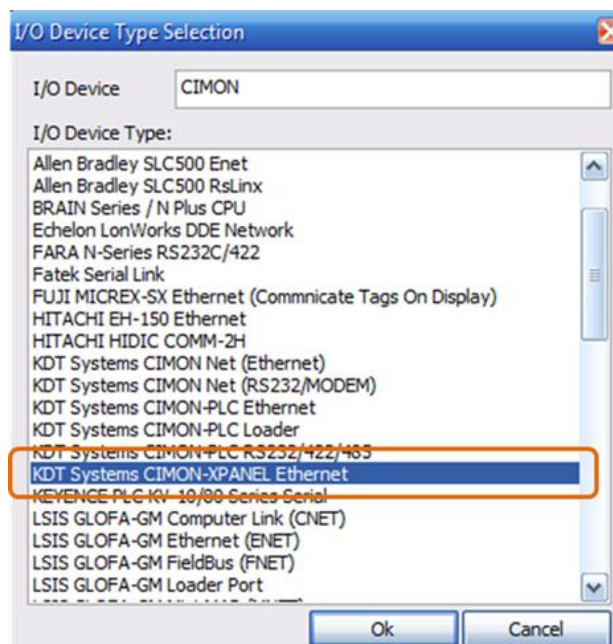 I/O Device Type Selection
I/O Device CIMON
I/O Device Type:
Allen Bradley SLC500 Enet
Allen Bradley SLC500 RsLinx
BRAIN Series / N Plus CPU
Echelon LonWorks DDE Network
FARA N-Series RS232C/422
Fatek Serial Link
FUJI MICREX-SX Ethernet (Commnicate Tags On Display)
HITACHI EH-150 Ethernet
HITACHI HIDIC COMM-2H
KDT Systems CIMON Net (Ethernet)
KDT Systems CIMON Net (RS232/MODEM)
KDT Systems CIMON-PLC Ethernet
KDT Systems CIMON-PLC Loader
KDT Systems CIMON-PLC RS232/422/485
KDT Systems CIMON-XPANEL Ethernet
KEYENCE PLC KV-10/80 Series Serial
LSIS GLOFA-GM Computer Link (CNET)
LSIS GLOFA-GM Ethernet (ENET)
LSIS GLOFA-GM FieldBus (FNET)
LSIS GLOFA-GM Loader Port
Ok Cancel